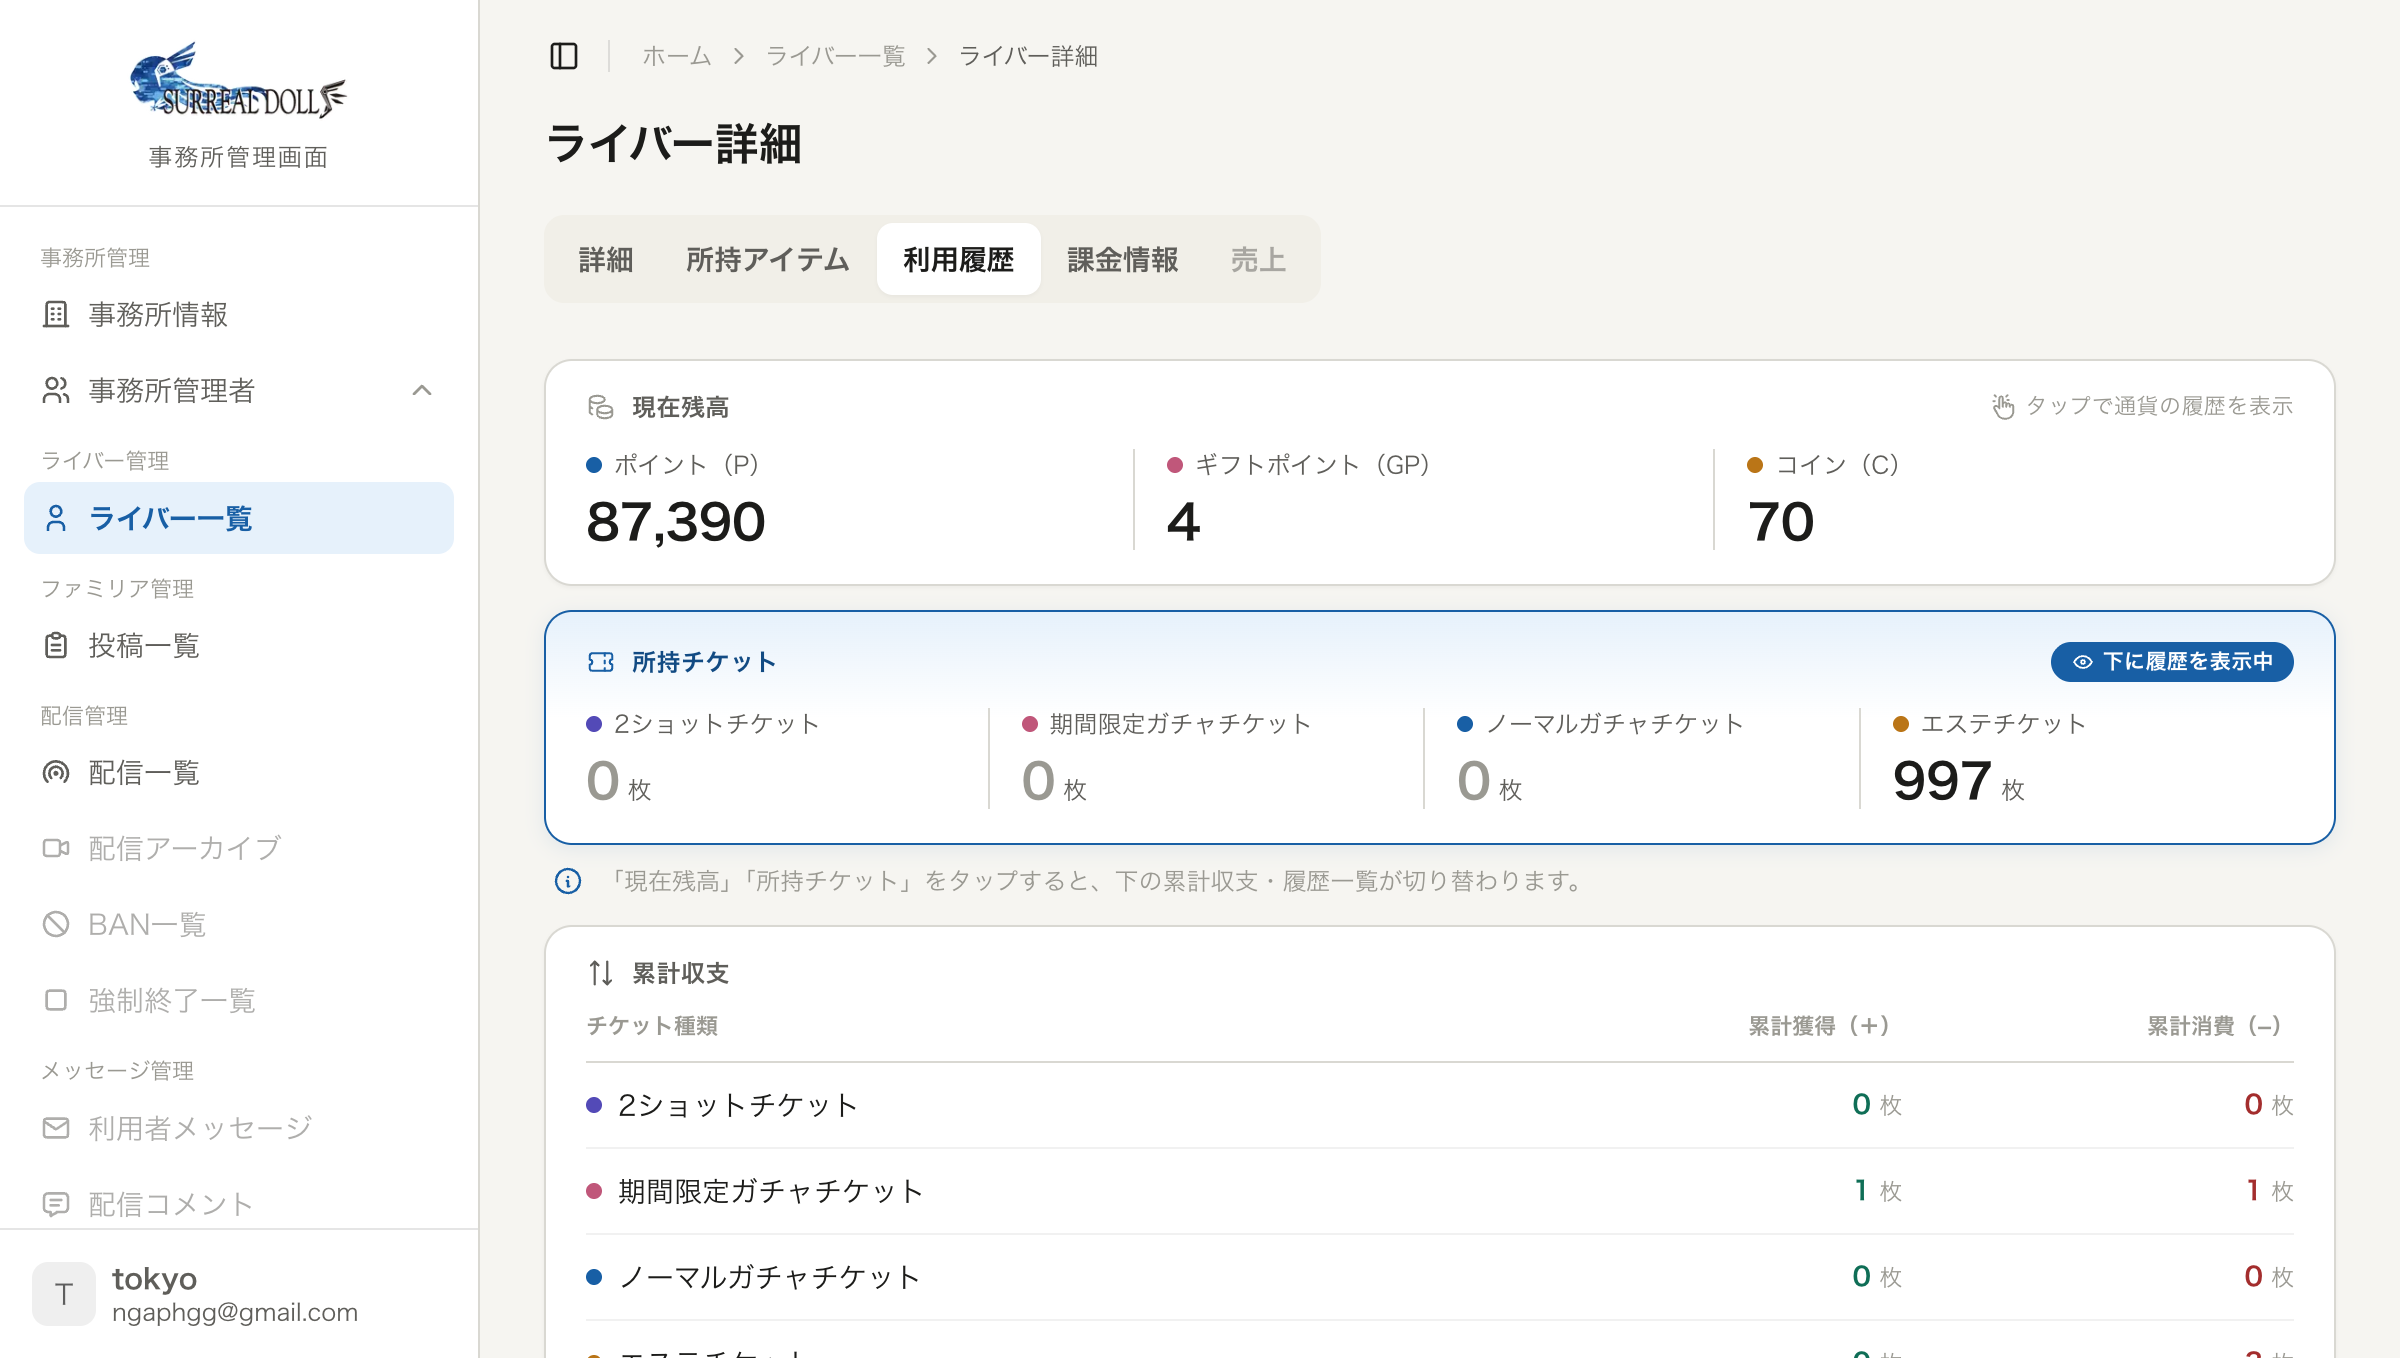 SURREAL DOLL
事務所管理画面
事務所管理
事務所情報
事務所管理者
ライバー管理
ライバー一覧
ファミリア管理
投稿一覧
配信管理
配信一覧
配信アーカイブ
BAN一覧
強制終了一覧
メッセージ管理
利用者メッセージ
配信コメント
T
tokyo
ngaphgg@gmail.com
ホーム > ライバー一覧 > ライバー詳細
ライバー詳細
詳細 所持アイテム 利用履歴 課金情報 売上
現在残高 タップで通貨の履歴を表示
ポイント（P） ギフトポイント（GP） コイン（C）
87,390 4 70
所持チケット 下に履歴を表示中
2ショットチケット 期間限定ガチャチケット ノーマルガチャチケット エステチケット
0 枚 0 枚 0 枚 997 枚
「現在残高」「所持チケット」をタップすると、下の累計収支・履歴一覧が切り替わります。
累計収支
チケット種類 累計獲得（+） 累計消費（−）
2ショットチケット 0 枚 0 枚
期間限定ガチャチケット 1 枚 1 枚
ノーマルガチャチケット 0 枚 0 枚
エステチケット